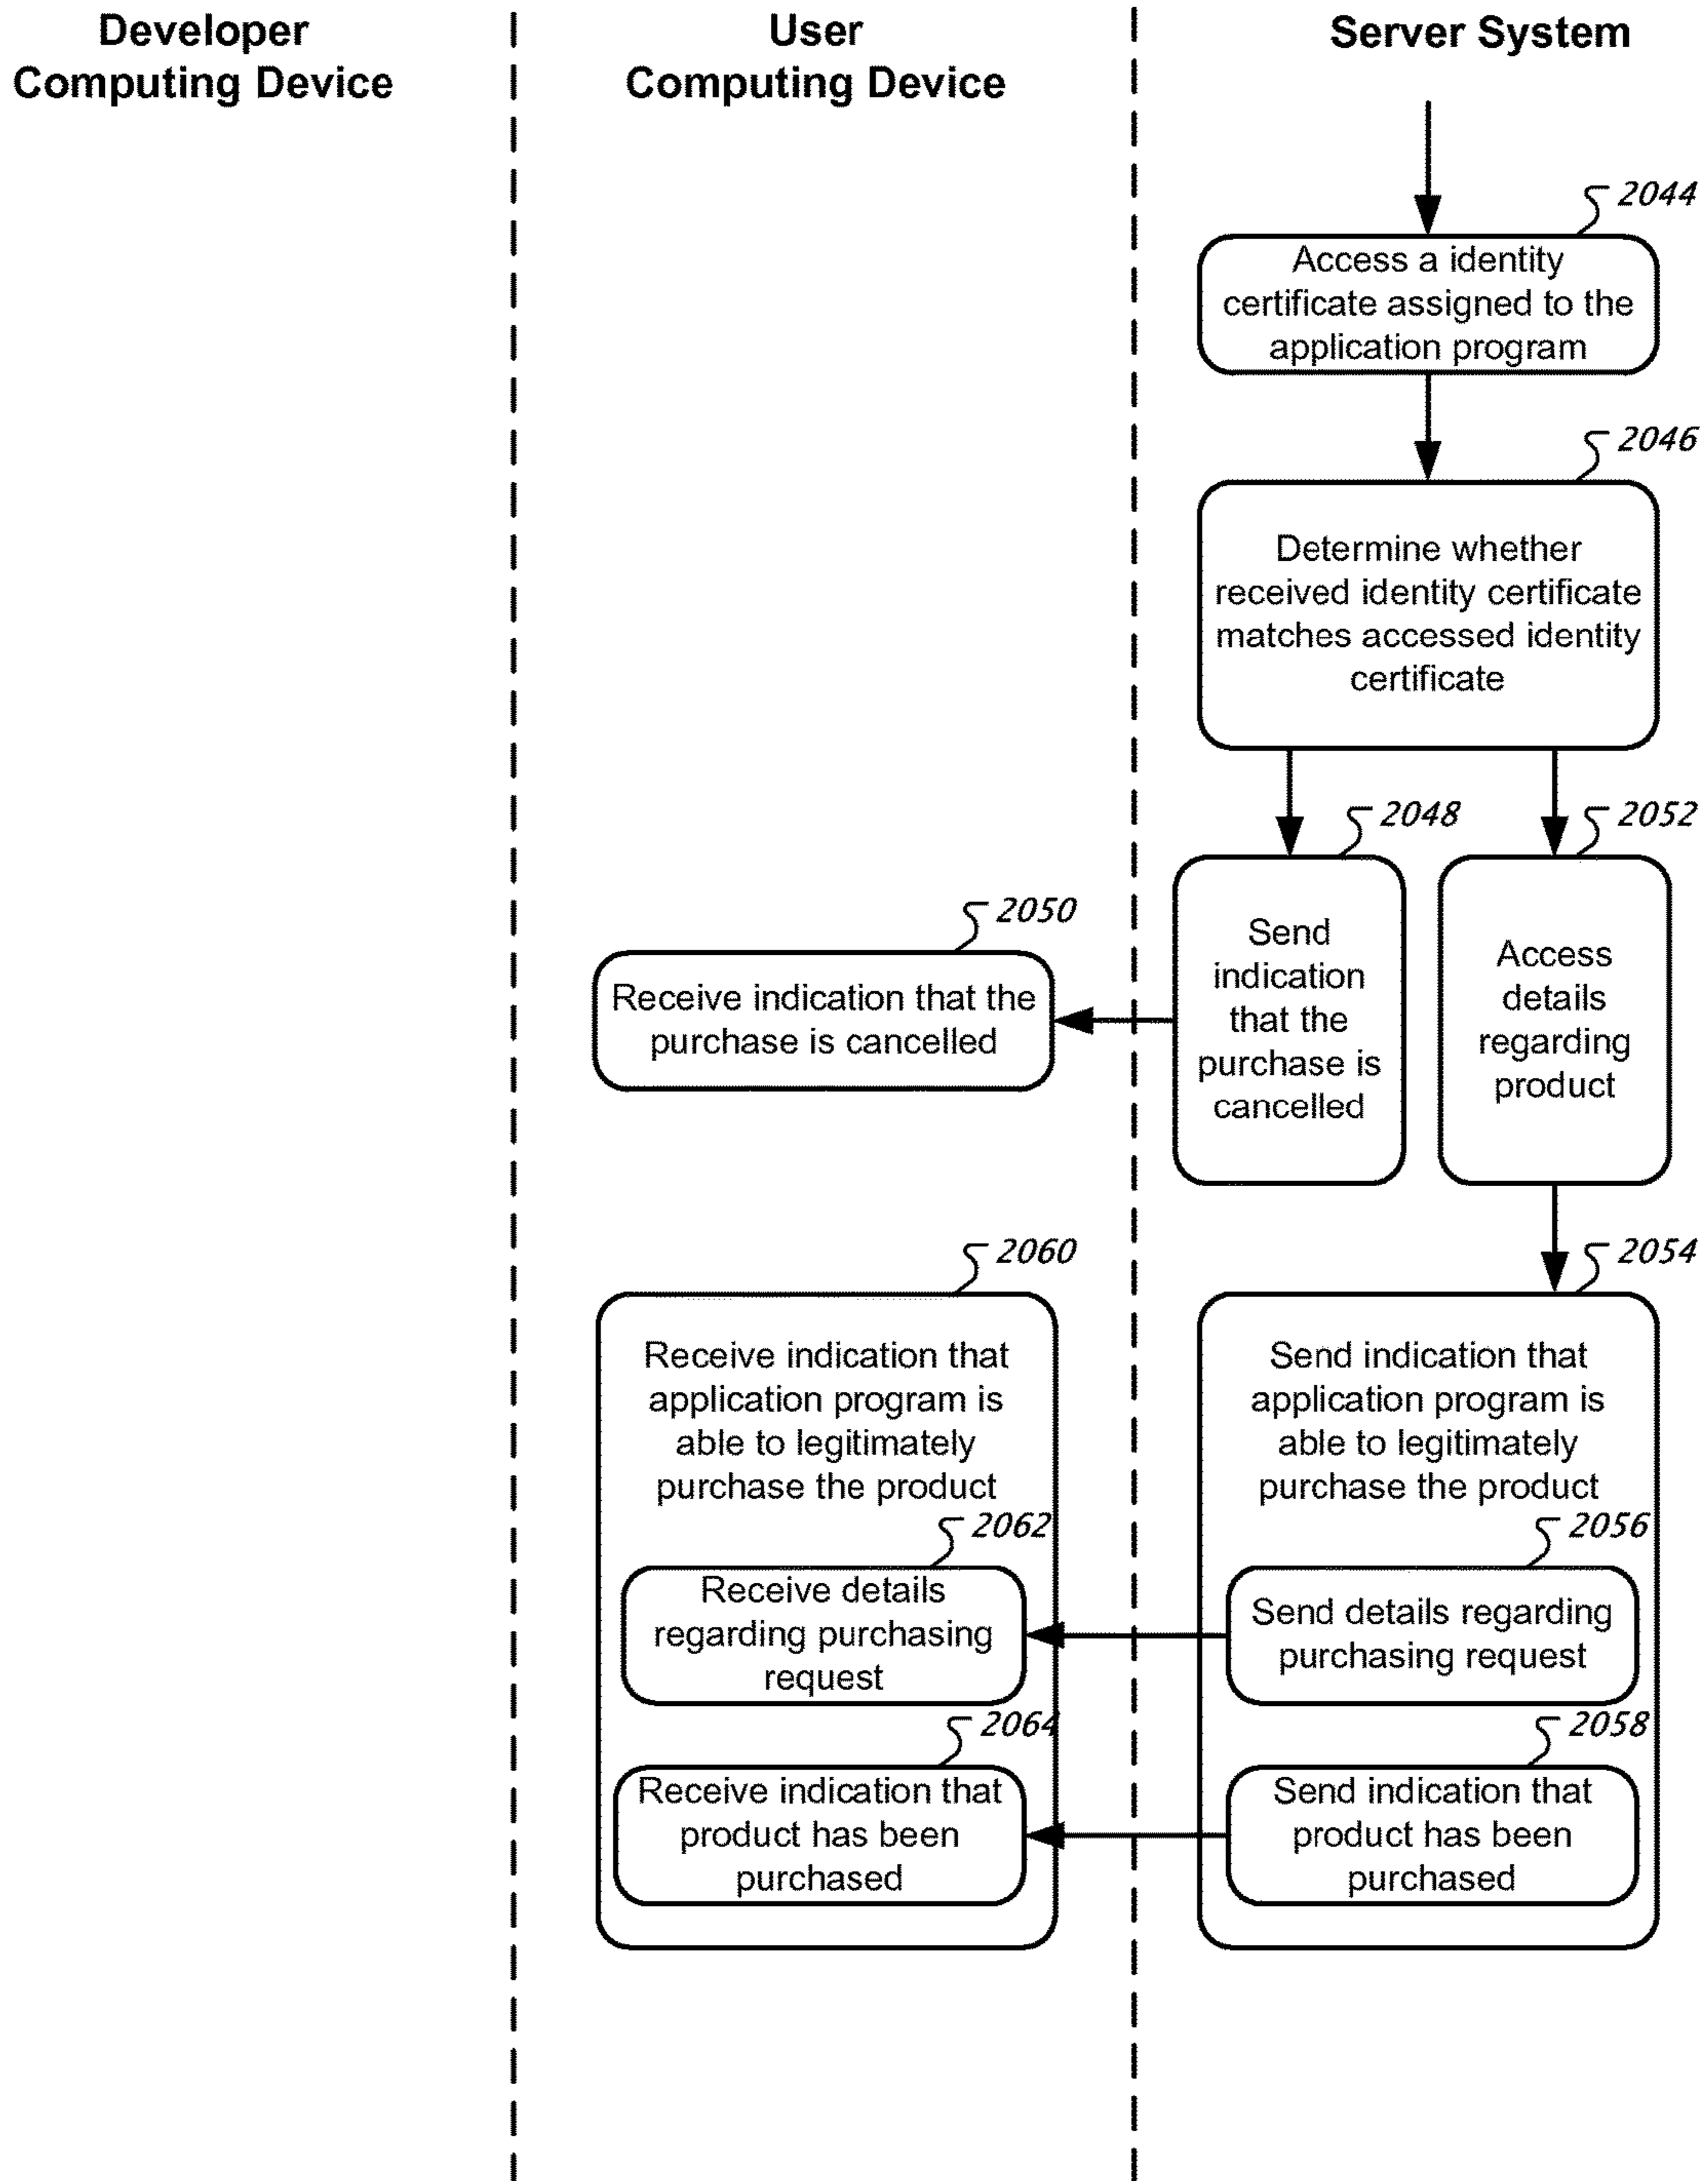 Developer
Computing Device
User
Computing Device
Server System
2044
Access a identity
certificate assigned to the
application program
2046
Determine whether
received identity certificate
matches accessed identity
certificate
2048
Send
indication
that the
purchase is
cancelled
2052
Access
details
regarding
product
2050
Receive indication that the
purchase is cancelled
2060
Receive indication that
application program is
able to legitimately
purchase the product
2062
Receive details
regarding purchasing
request
2064
Receive indication that
product has been
purchased
2054
Send indication that
application program is
able to legitimately
purchase the product
2056
Send details regarding
purchasing request
2058
Send indication that
product has been
purchased